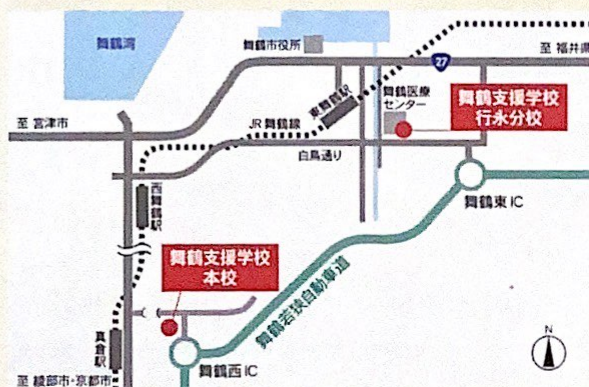 舞鶴湾
舞鶴市役所
27
至 福井県
東舞鶴駅
舞鶴医療
センター
舞鶴支援学校
行永分校
至 宮津市
JR 舞鶴線
白鳥通り
西舞鶴駅
舞鶴東 IC
舞鶴支援学校
本校
舞鶴若狭自動車道
真倉駅
舞鶴西 IC
至 綾部市・京都市
N